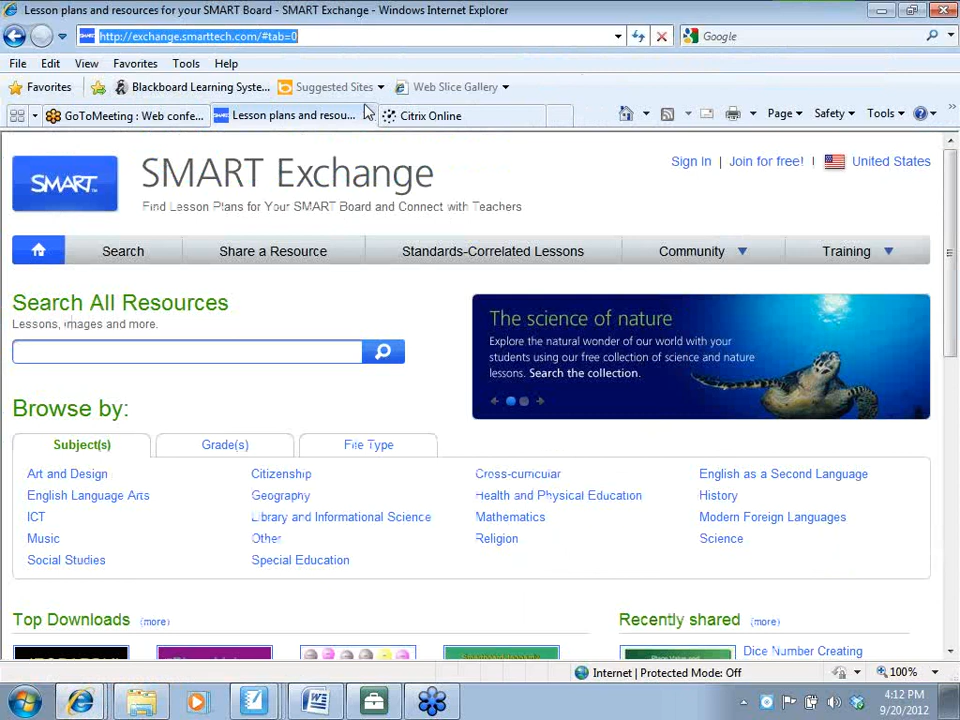 Lesson plans and resources for your SMART Board - SMART Exchange - Windows Internet Explorer
http://exchange.smarttech.com/#tab=0
Google
File Edit View Favorites Tools Help
Favorites Blackboard Learning Syste... Suggested Sites Web Slice Gallery
GoToMeeting : Web confe... Lesson plans and resou... Citrix Online Page Safety Tools
SMART
SMART Exchange
Find Lesson Plans for Your SMART Board and Connect with Teachers
Sign In | Join for free! | United States
Search Share a Resource Standards-Correlated Lessons Community Training
Search All Resources
Lessons, images and more.
The science of nature
Explore the natural wonder of our world with your
students using our free collection of science and nature
lessons. Search the collection.
Browse by:
Subject(s) Grade(s) File Type
Art and Design Citizenship Cross-curricular English as a Second Language
English Language Arts Geography Health and Physical Education History
ICT Library and Informational Science Mathematics Modern Foreign Languages
Music Other Religion Science
Social Studies Special Education
Top Downloads (more)
Recently shared (more)
Dice Number Creating
Internet | Protected Mode: Off 100%
4:12 PM
9/20/2012